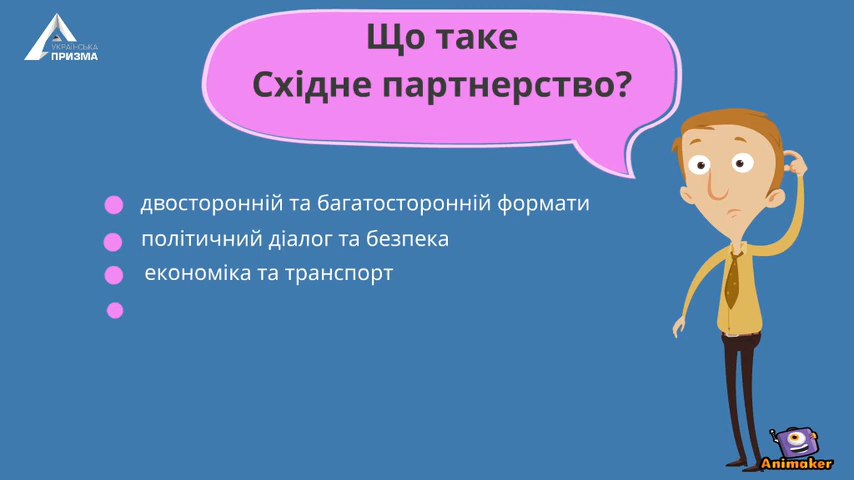 УКРАЇНСЬКА
ПРИЗМА
Що таке
Східне партнерство?
двосторонній та багатосторонній формати
політичний діалог та безпека
економіка та транспорт
Animaker